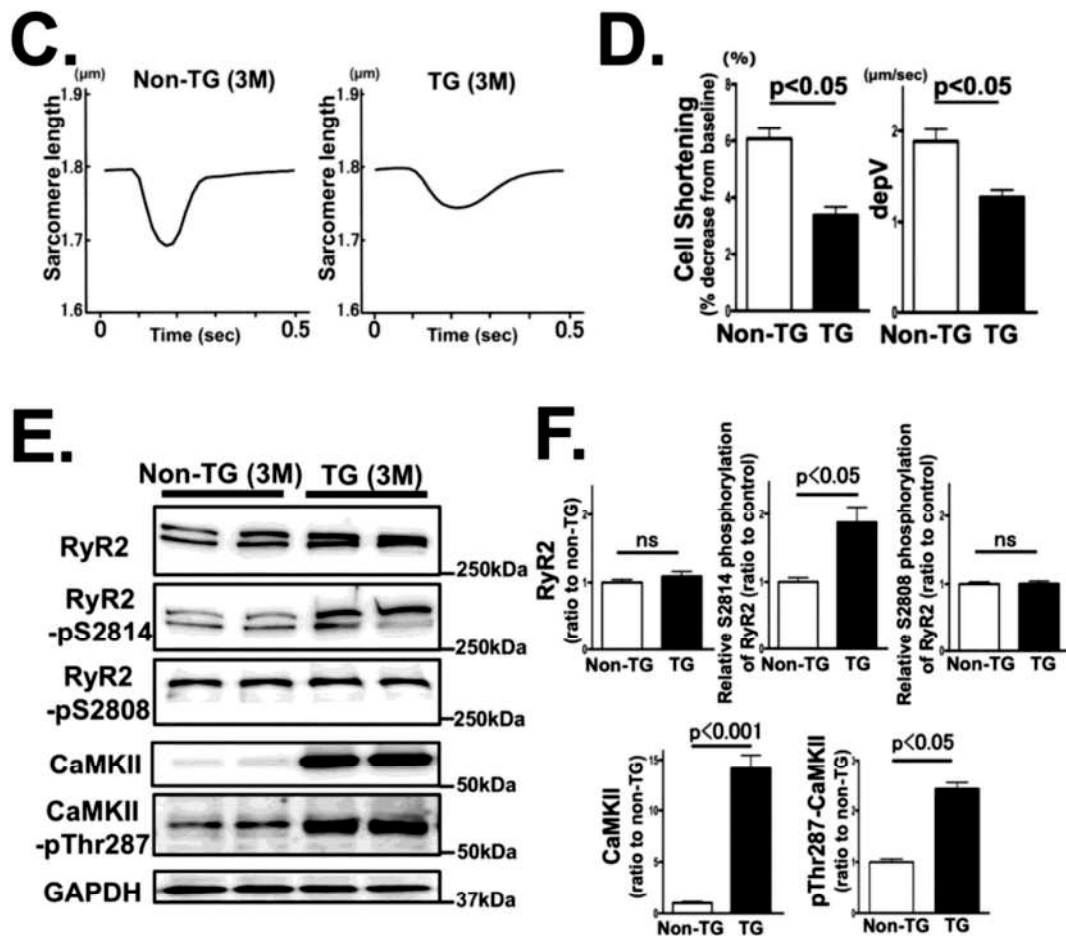 C.
(μm)
Non-TG (3M)
Sarcomere length
1.9
1.8
1.7
1.6
0
Time (sec)
0.5
(μm)
TG (3M)
Sarcomere length
1.9
1.8
1.7
1.6
0
Time (sec)
0.5
D.
(%)
p<0.05
Cell Shortening
(% decrease from baseline)
8
6
4
2
0
Non-TG TG
(μm/sec)
p<0.05
depV
2
1
0
Non-TG TG
E.
Non-TG (3M) TG (3M)
RyR2
250kDa
RyR2
-pS2814
250kDa
RyR2
-pS2808
250kDa
CaMKII
50kDa
CaMKII
-pThr287
50kDa
GAPDH
37kDa
F.
RyR2
(ratio to non-TG)
2
1
0
ns
Non-TG TG
Relative S2814 phosphorylation
of RyR2 (ratio to control)
2
1
0
p<0.05
Non-TG TG
Relative S2808 phosphorylation
of RyR2 (ratio to control)
2
1
0
ns
Non-TG TG
CaMKII
(ratio to non-TG)
15
10
5
0
p<0.001
Non-TG TG
pThr287-CaMKII
(ratio to non-TG)
3
2
1
0
p<0.05
Non-TG TG